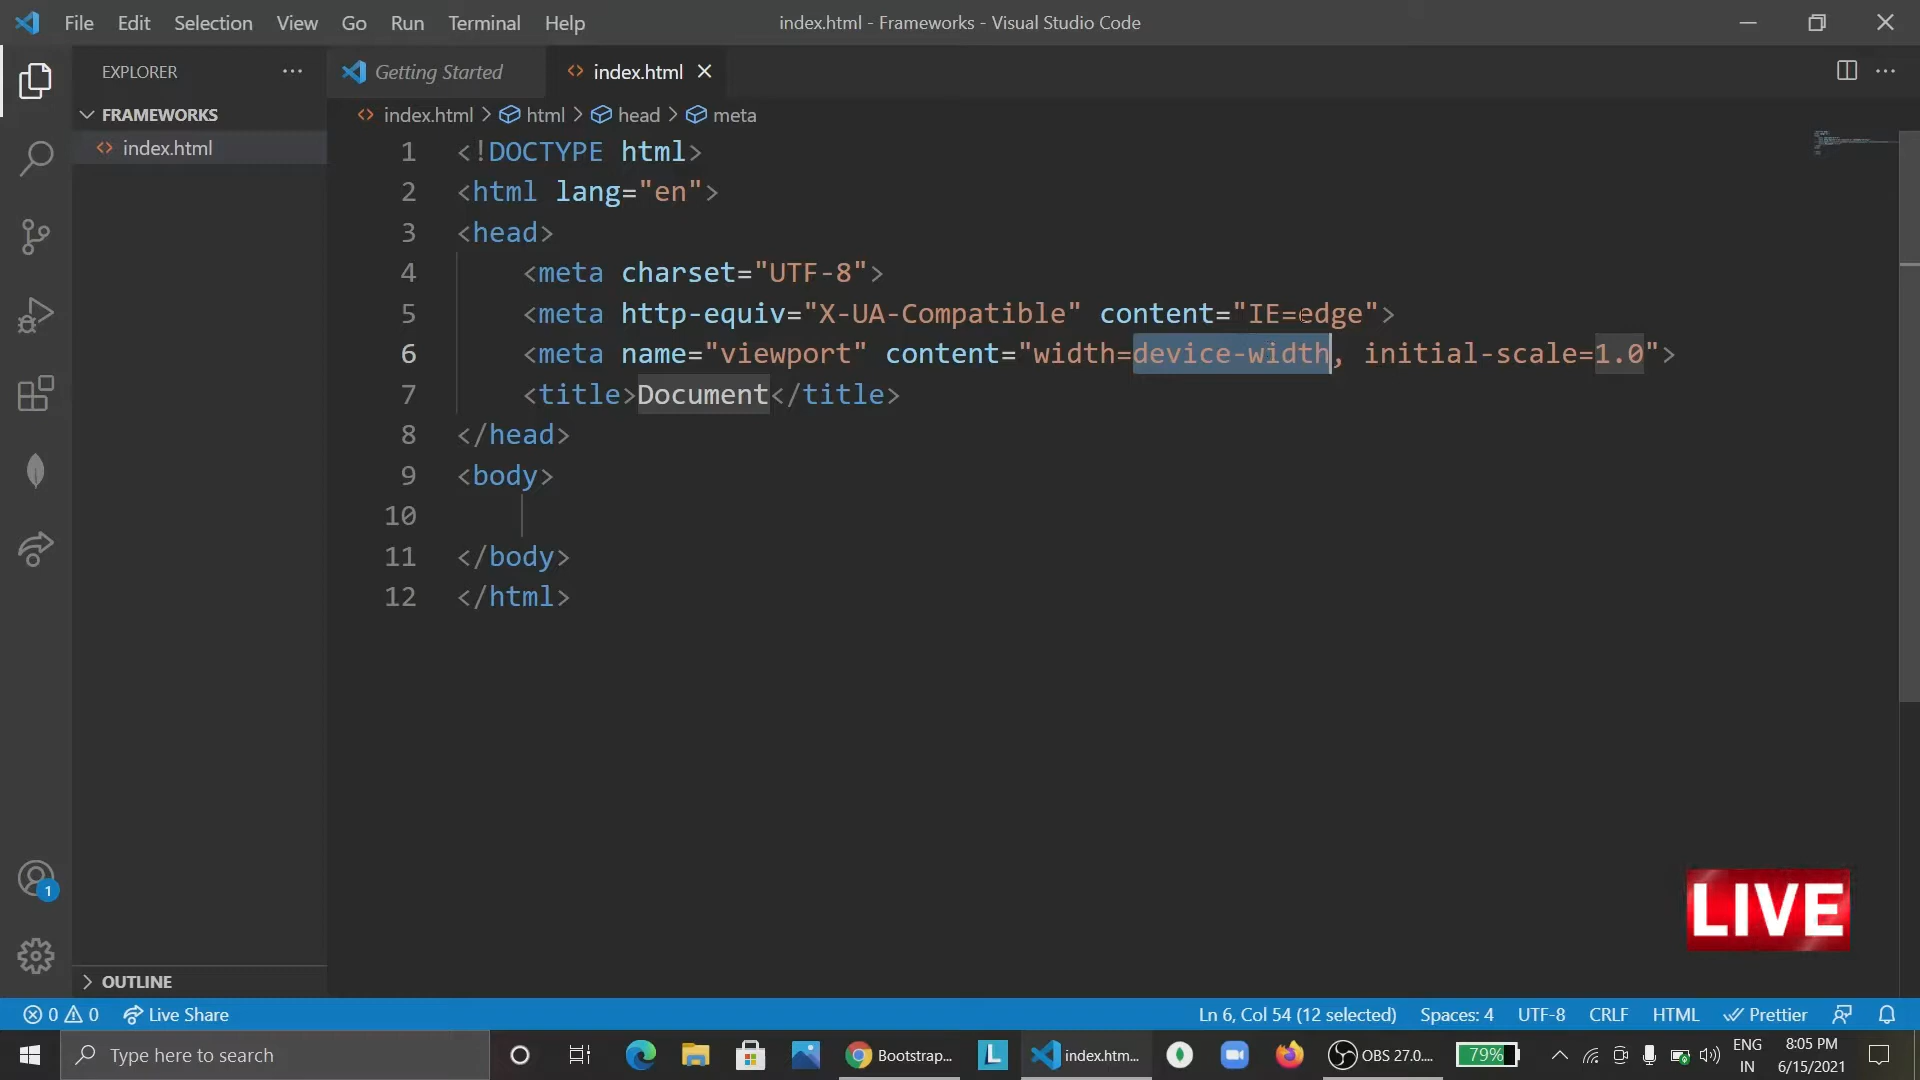 File Edit Selection View Go Run Terminal Help
index.html - Frameworks - Visual Studio Code
EXPLORER
Getting Started
index.html
FRAMEWORKS
index.html
index.html > html > head > meta
1 <!DOCTYPE html>
2 <html lang="en">
3 <head>
4 <meta charset="UTF-8">
5 <meta http-equiv="X-UA-Compatible" content="IE=edge">
6 <meta name="viewport" content="width=device-width, initial-scale=1.0">
7 <title>Document</title>
8 </head>
9 <body>
10
11 </body>
12 </html>
1
LIVE
OUTLINE
0 0 Live Share
Ln 6, Col 54 (12 selected) Spaces: 4 UTF-8 CRLF HTML Prettier
Type here to search
Bootstrap...
L
index.htm...
OBS 27.0....
79%
ENG
IN
8:05 PM
6/15/2021